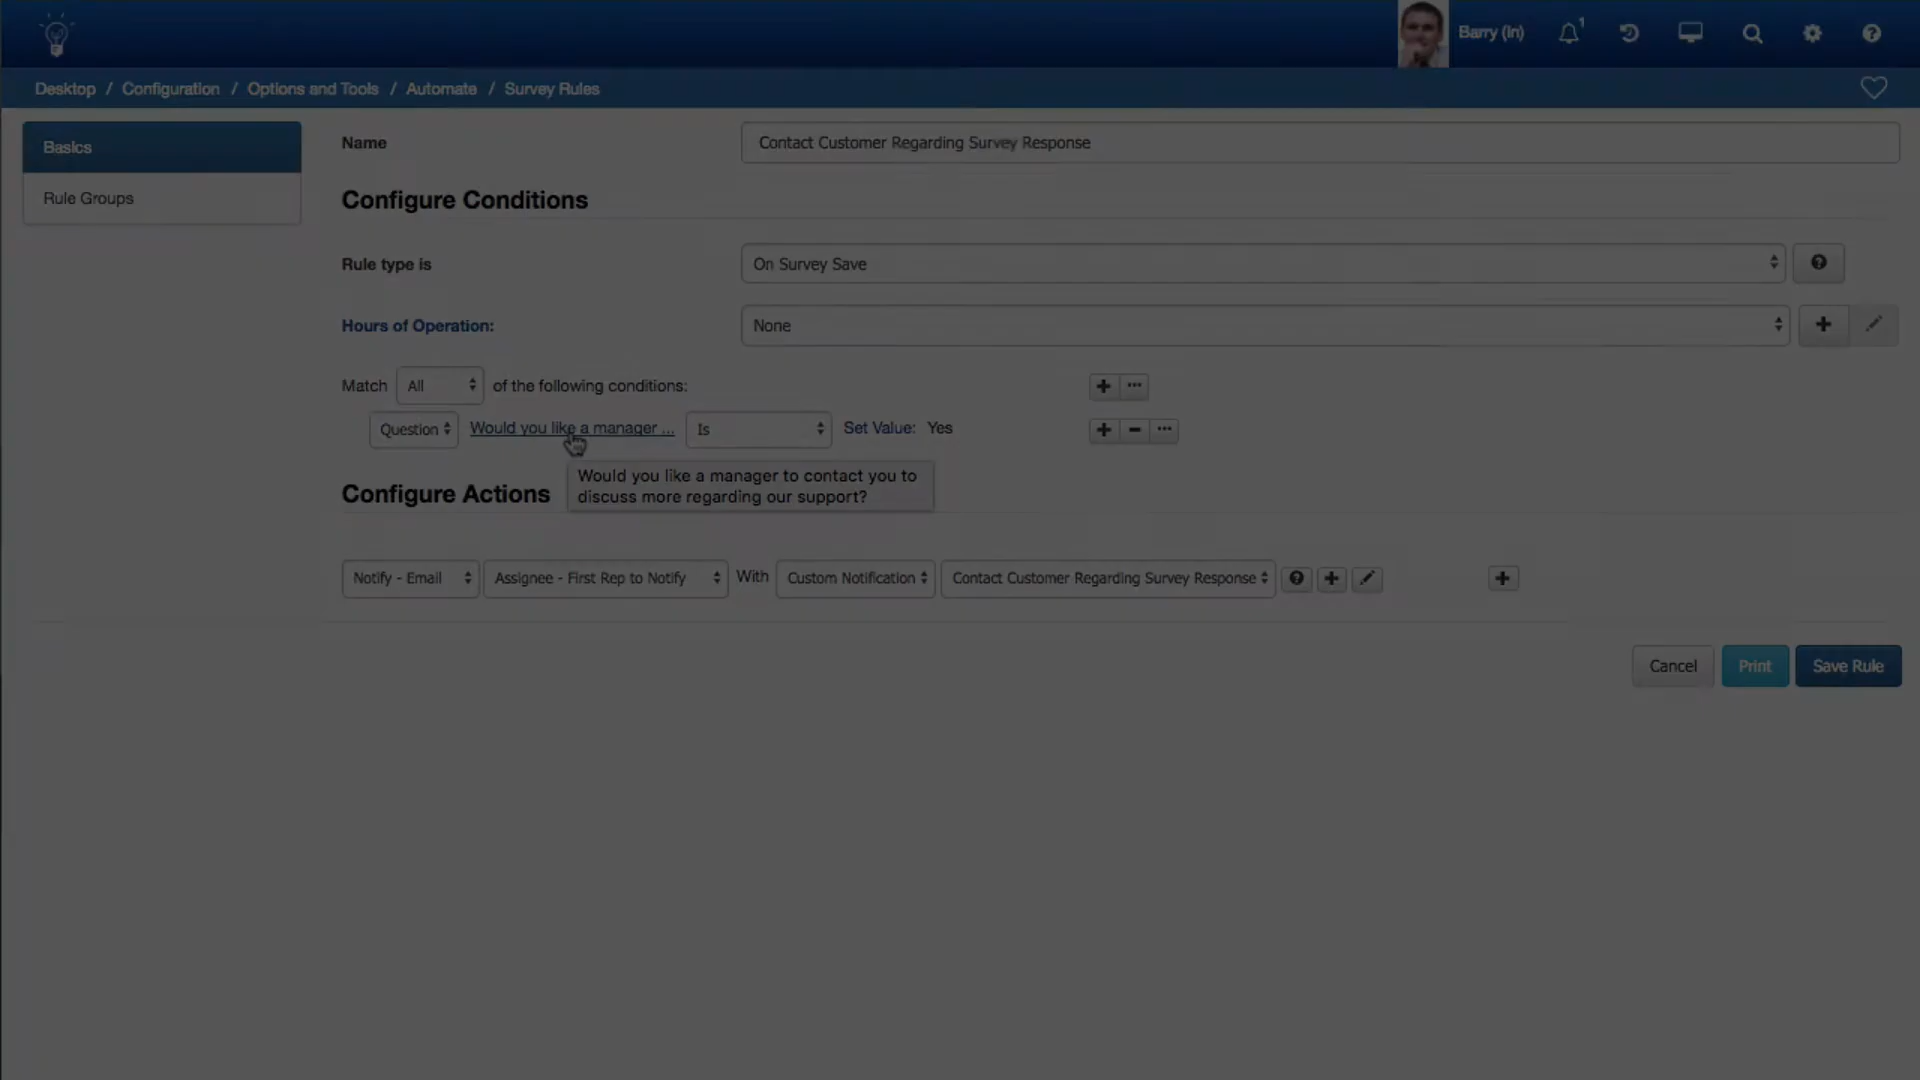 Barry (In)
1
Desktop / Configuration / Options and Tools / Automate / Survey Rules
Basics
Rule Groups
Name
Contact Customer Regarding Survey Response
Configure Conditions
Rule type is
On Survey Save
Hours of Operation:
None
Match All of the following conditions:
Question Would you like a manager ... Is Set Value: Yes
Would you like a manager to contact you to
discuss more regarding our support?
Configure Actions
Notify - Email Assignee - First Rep to Notify With Custom Notification Contact Customer Regarding Survey Response
Cancel Print Save Rule